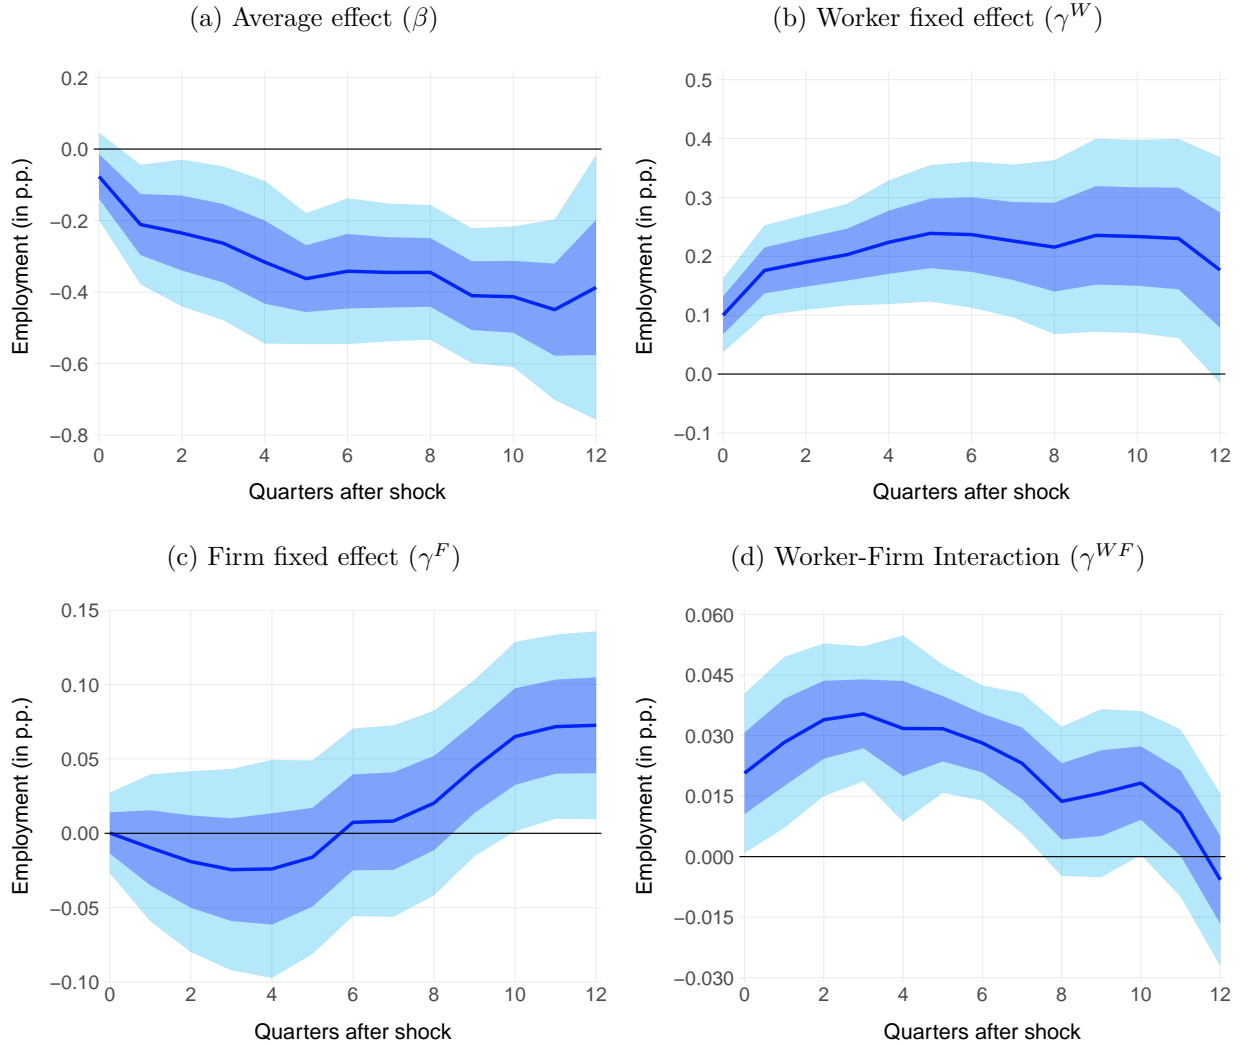 (a) Average effect (β)
Employment (in p.p.)
0.2
0.0
−0.2
−0.4
−0.6
−0.8
0 2 4 6 8 10 12
Quarters after shock
(b) Worker fixed effect (γ^W)
Employment (in p.p.)
0.5
0.4
0.3
0.2
0.1
0.0
−0.1
0 2 4 6 8 10 12
Quarters after shock
(c) Firm fixed effect (γ^F)
Employment (in p.p.)
0.15
0.10
0.05
0.00
−0.05
−0.10
0 2 4 6 8 10 12
Quarters after shock
(d) Worker-Firm Interaction (γ^{WF})
Employment (in p.p.)
0.060
0.045
0.030
0.015
0.000
−0.015
−0.030
0 2 4 6 8 10 12
Quarters after shock